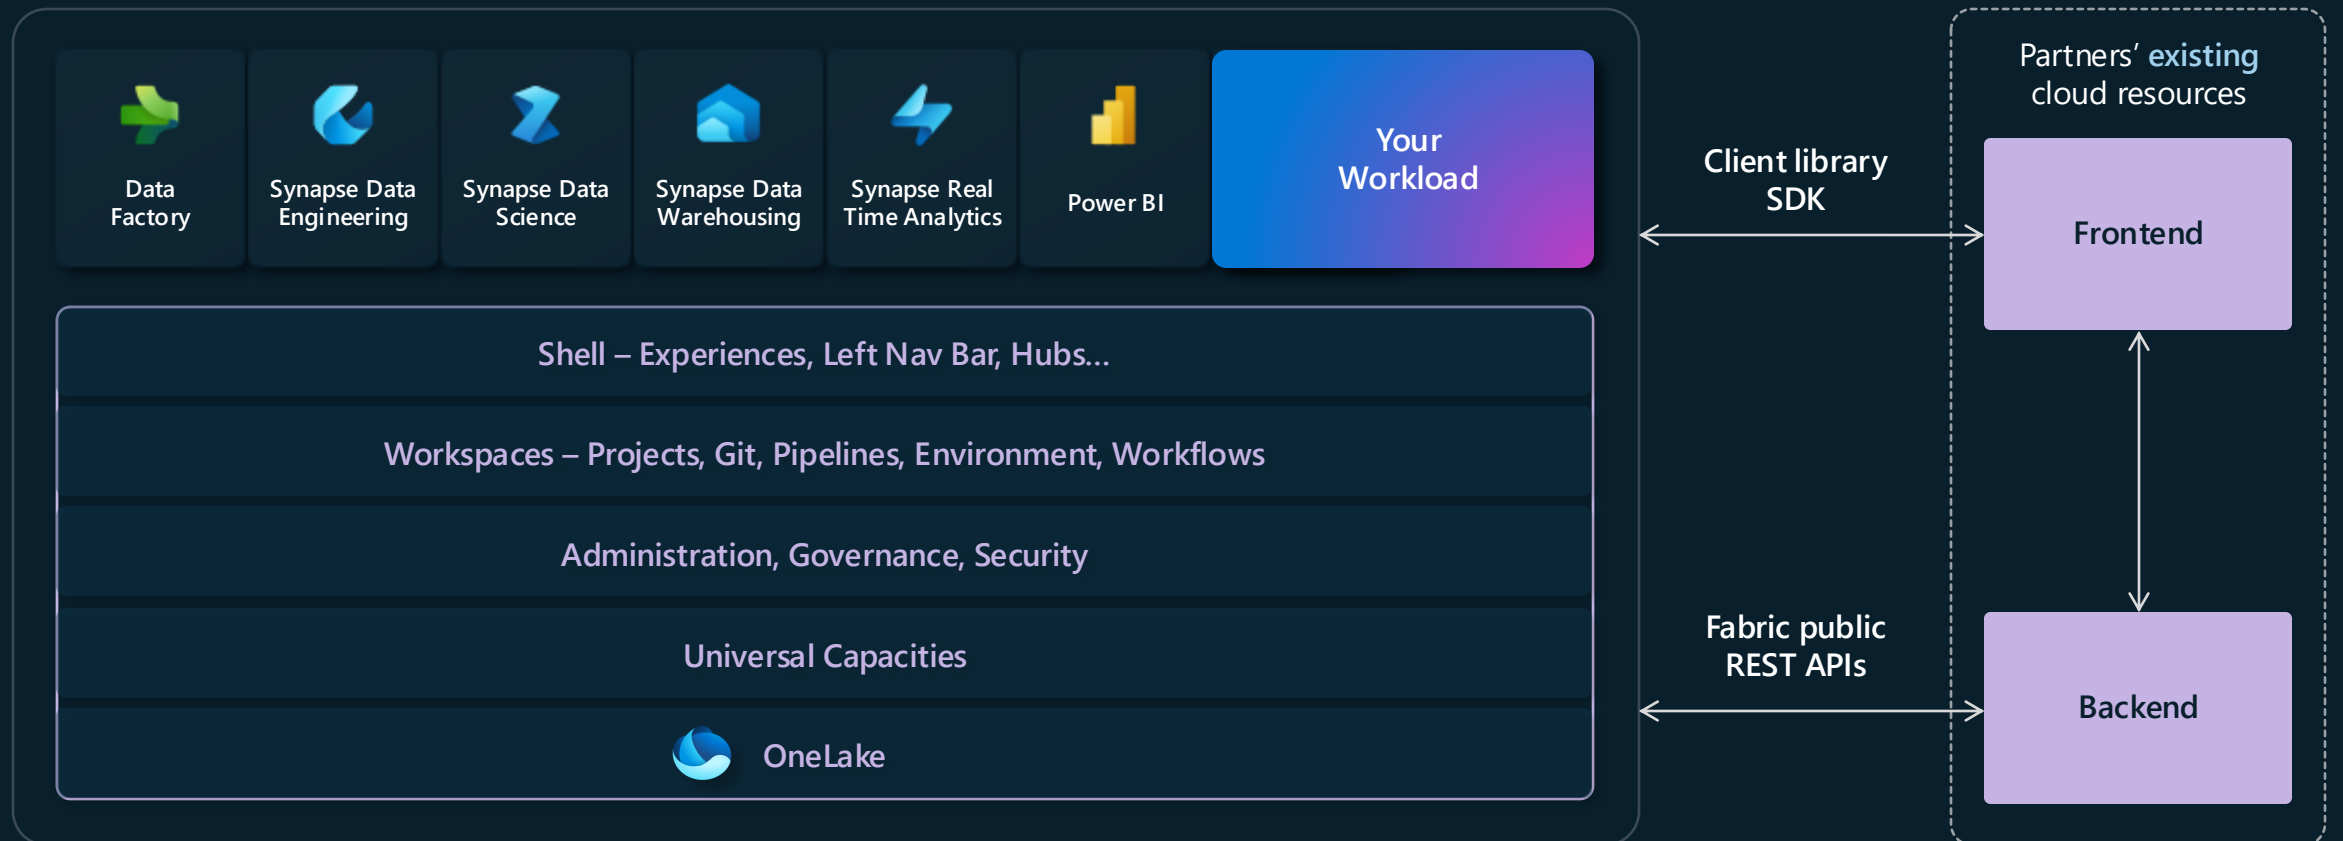 Data
Factory
Synapse Data
Engineering
Synapse Data
Science
Synapse Data
Warehousing
Synapse Real
Time Analytics
Power BI
Your
Workload
Shell – Experiences, Left Nav Bar, Hubs...
Workspaces – Projects, Git, Pipelines, Environment, Workflows
Administration, Governance, Security
Universal Capacities
OneLake
Client library
SDK
Fabric public
REST APIs
Partners’ existing
cloud resources
Frontend
Backend